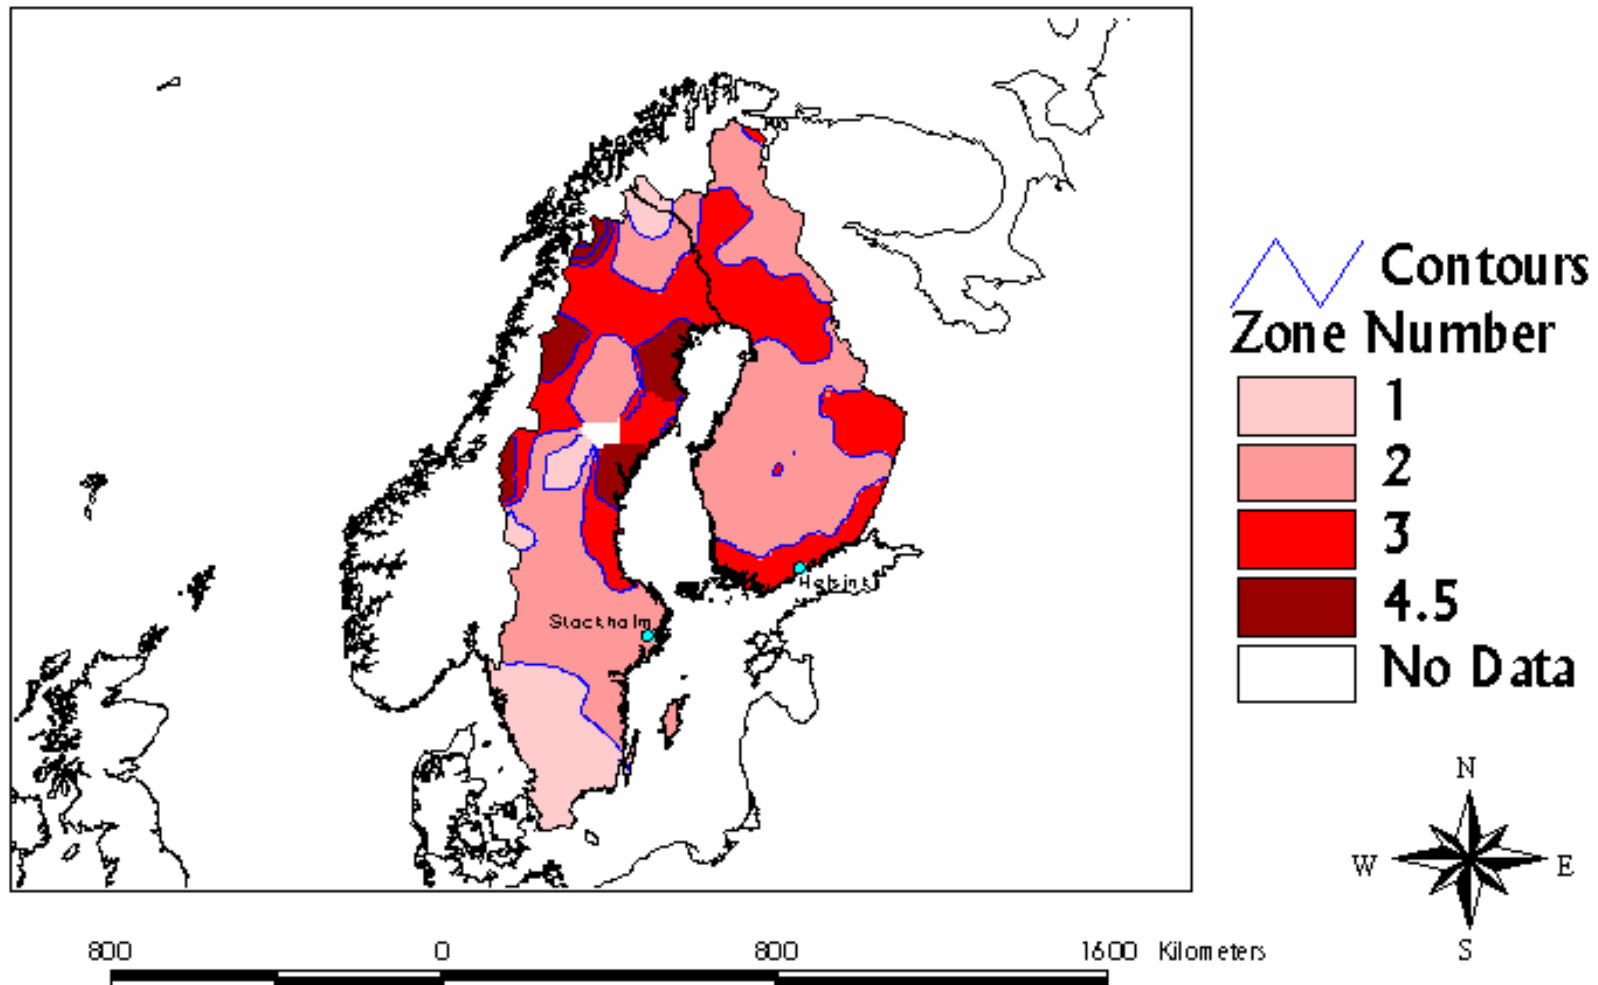 Contours
Zone Number
1
2
3
4.5
No Data
Helsinki
Stockholm
N
W E
S
800 0 800 1600 Kilometers